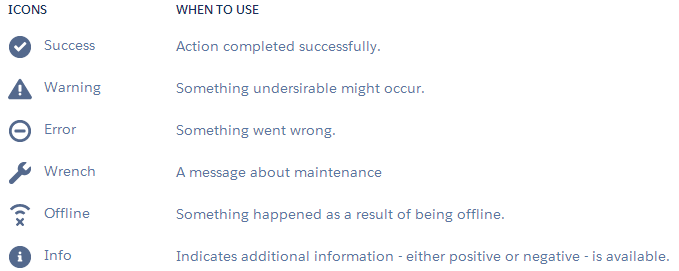 ICONS WHEN TO USE
Success Action completed successfully.
Warning Something undersirable might occur.
Error Something went wrong.
Wrench A message about maintenance
Offline Something happened as a result of being offline.
Info Indicates additional information - either positive or negative - is available.